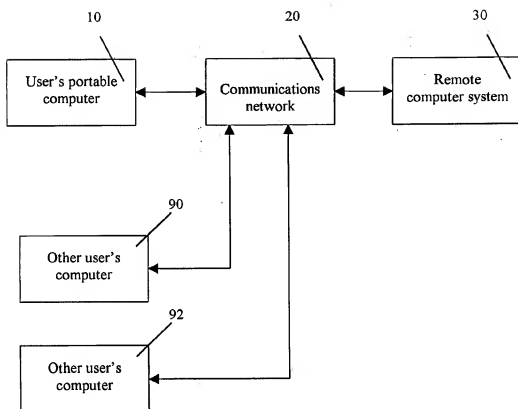 10
20
30
User's portable
computer
Communications
network
Remote
computer system
90
Other user's
computer
92
Other user's
computer